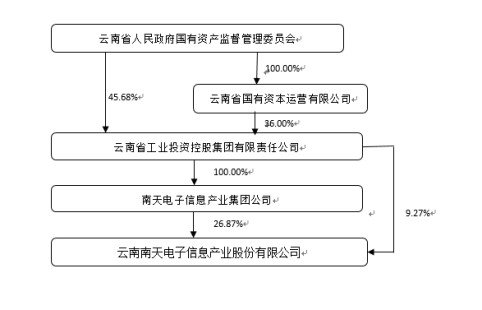 云南省人民政府国有资产监督管理委员会
100.00%
45.68%
云南省国有资本运营有限公司
36.00%
云南省工业投资控股集团有限责任公司
100.00%
南天电子信息产业集团公司
9.27%
26.87%
云南南天电子信息产业股份有限公司